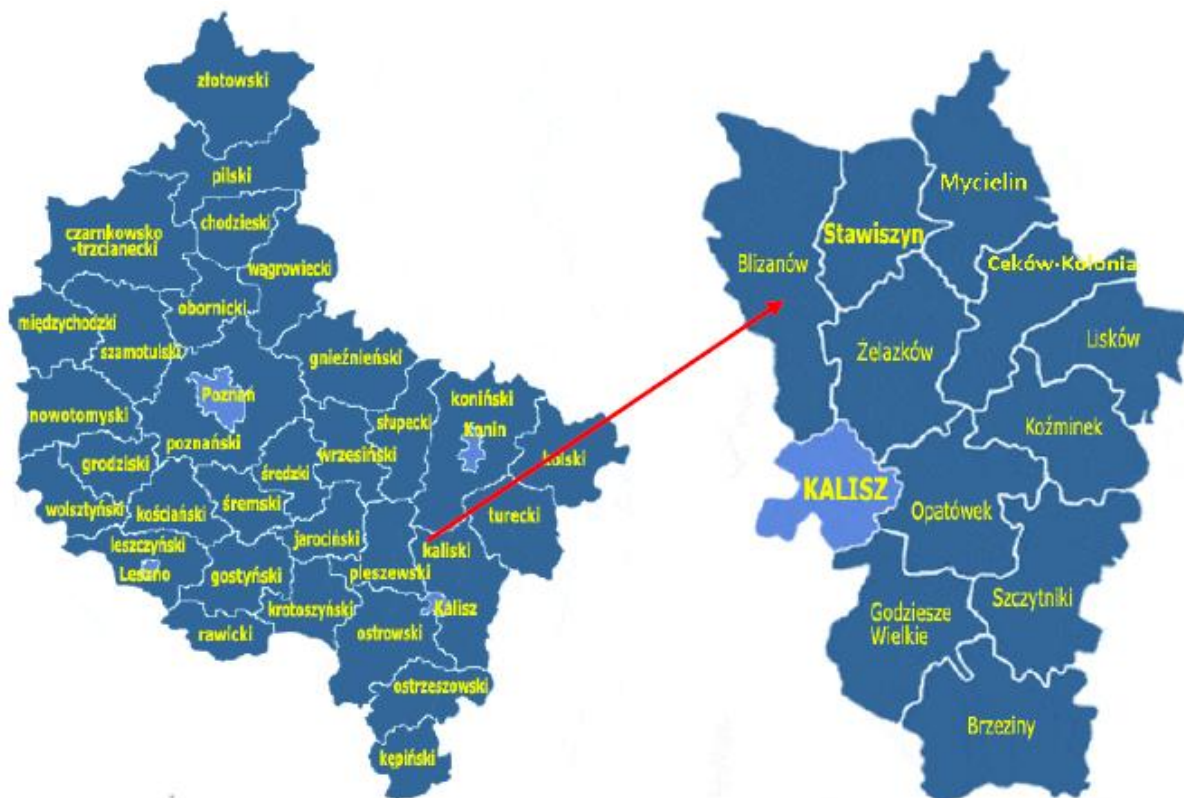 złotowski
pilski
chodzieski
czarnkowsko
-trzcianecki
wągrowiecki
obornicki
międzychodzki
szamotulski
gnieźnieński
Poznań
koniński
nowotomyski
słupecki
Konin
poznański
wrzesiński
grodziski
średzki
kolski
wolsztyński
kościański
śremski
turecki
jarociński
leszczyński
kaliski
Leszno
gostyński
pleszewski
krotoszyński
Kalisz
rawicki
ostrowski
ostrzeszowski
kępiński
Mycielin
Stawiszyn
Blizanów
Ceków-Kolonia
Lisków
Żelazków
Koźminek
KALISZ
Opatówek
Szczytniki
Godziesze
Wielkie
Brzeziny